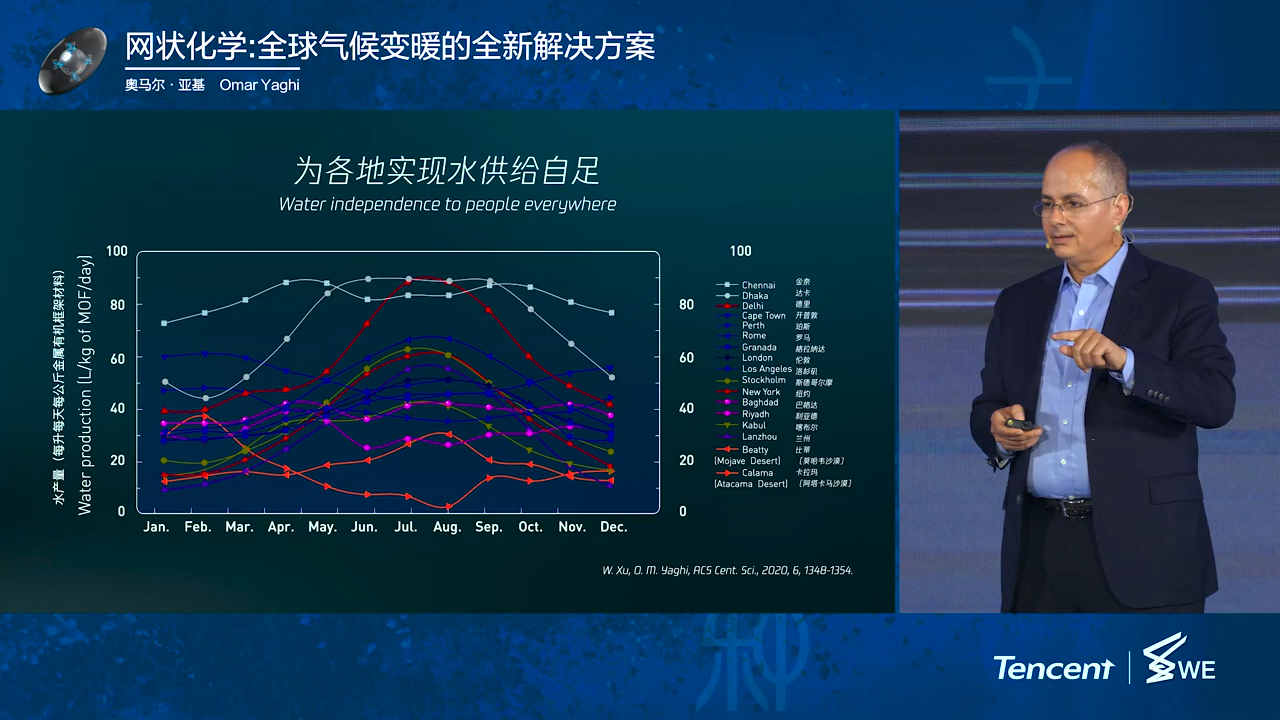 网状化学:全球气候变暖的全新解决方案
奥马尔·亚基 Omar Yaghi
为各地实现水供给自足
Water independence to people everywhere
水产量 (每升每天每公斤金属有机框架材料)
Water production (L/kg of MOF/day)
100
80
60
40
20
0
Jan. Feb. Mar. Apr. May. Jun. Jul. Aug. Sep. Oct. Nov. Dec.
100
80
60
40
20
0
Chennai 金奈
Dhaka 达卡
Delhi 德里
Cape Town 开普敦
Perth 珀斯
Rome 罗马
Granada 格拉纳达
London 伦敦
Los Angeles 洛杉矶
Stockholm 斯德哥尔摩
New York 纽约
Baghdad 巴格达
Riyadh 利亚德
Kabul 喀布尔
Lanzhou 兰州
Beatty 比蒂
(Mojave Desert) (莫哈韦沙漠)
Calama 卡拉玛
(Atacama Desert) (阿塔卡马沙漠)
W. Xu, O. M. Yaghi, ACS Cent. Sci., 2020, 6, 1348-1354.
Tencent WE